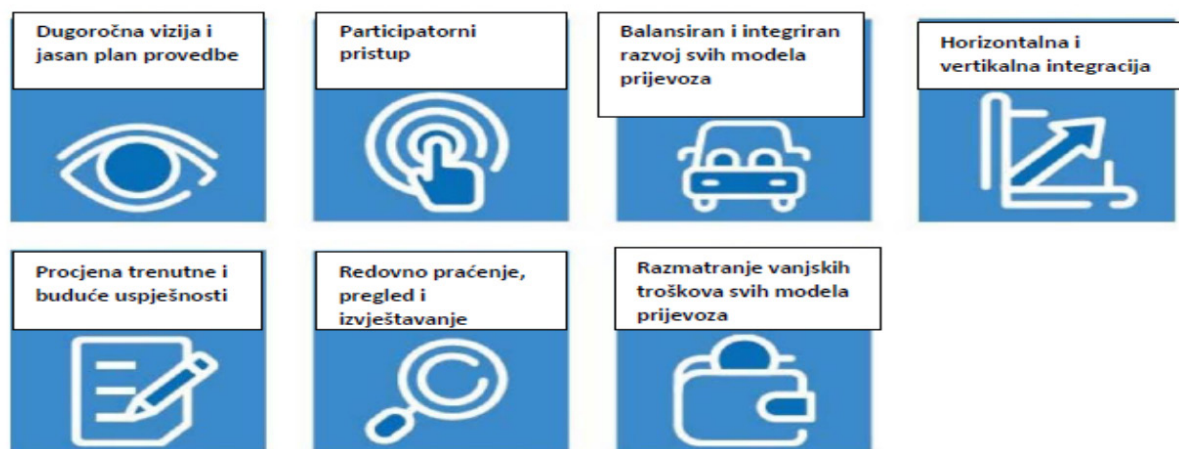 Dugoročna vizija i
jasan plan provedbe
Participatorni
pristup
Balansiran i integriran
razvoj svih modela
prijevoza
Horizontalna i
vertikalna integracija
Procjena trenutne i
buduće uspješnosti
Redovno praćenje,
pregled i
izvještavanje
Razmatranje vanjskih
troškova svih modela
prijevoza